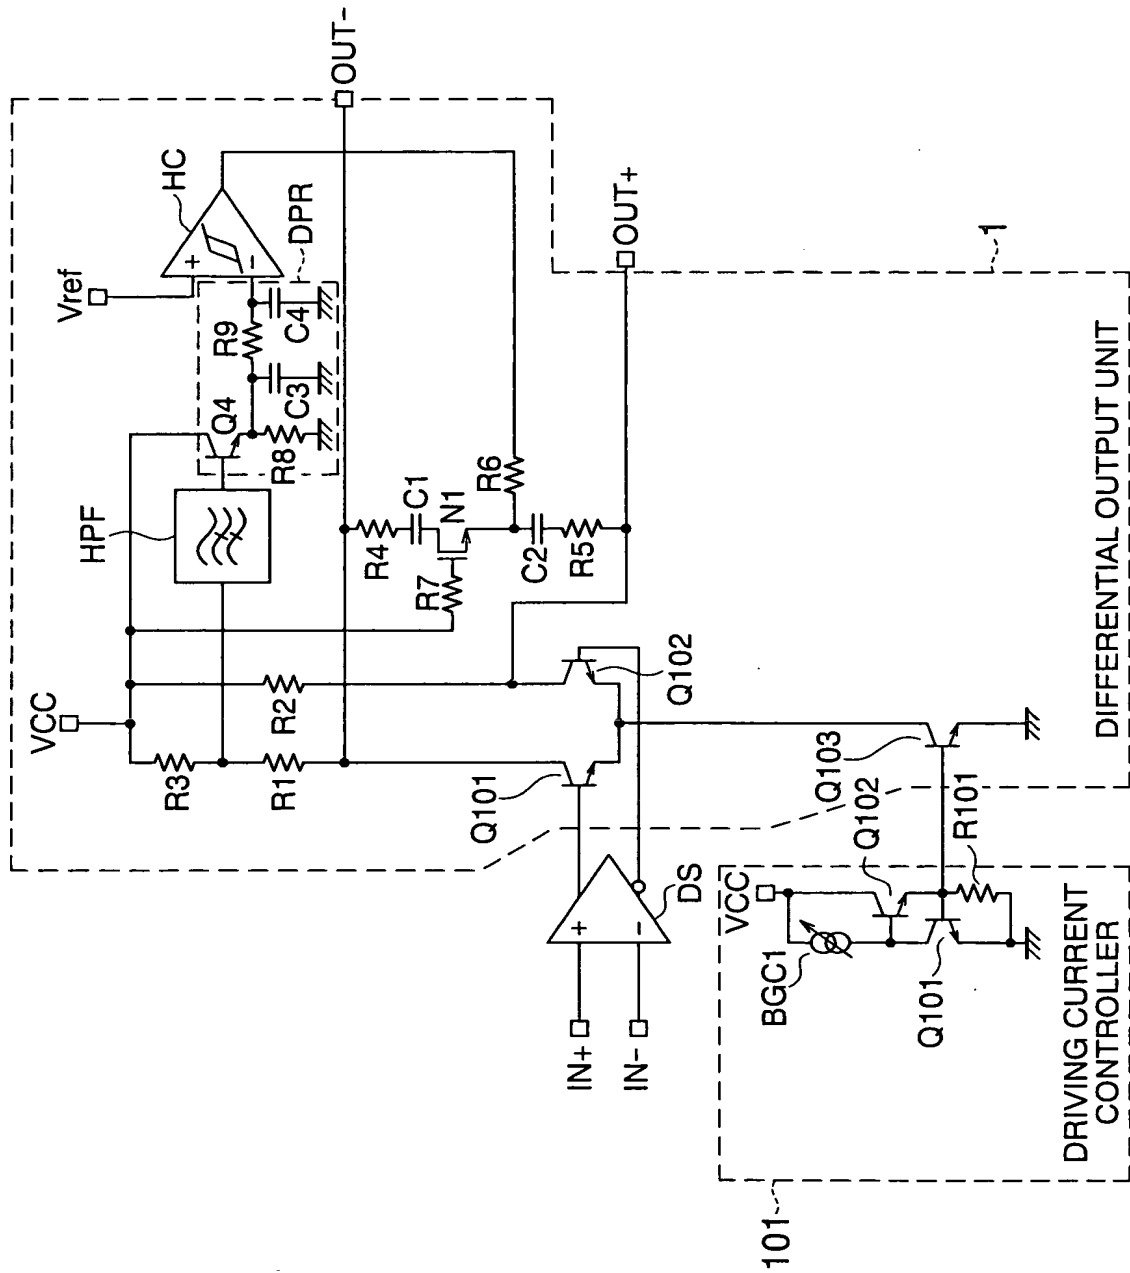 OUT-
HC
DPR
Vref
+
-
R9
C4
C3
Q4
R8
OUT+
1
HPF
R4
C1
N1
R6
R7
C2
R5
VCC
R2
R3
R1
Q102
Q101
Q103
DIFFERENTIAL OUTPUT UNIT
IN+
IN-
+
-
DS
VCC
Q102
R101
BGC1
Q101
DRIVING CURRENT
CONTROLLER
101